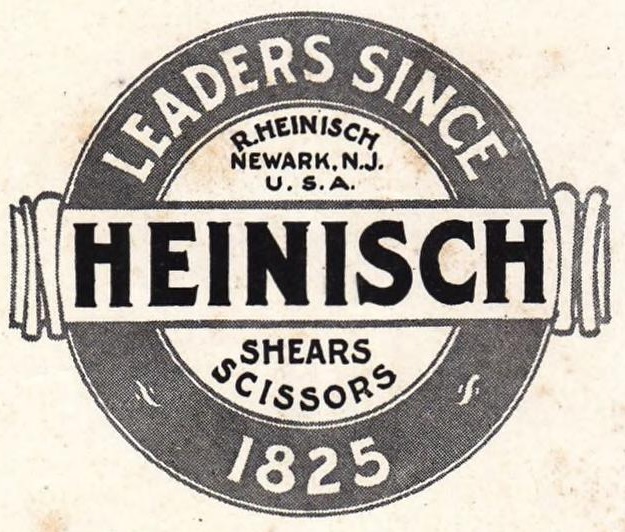 LEADERS SINCE
R. HEINISCH
NEWARK, N.J.
U. S. A.
HEINISCH
SHEARS
SCISSORS
1825